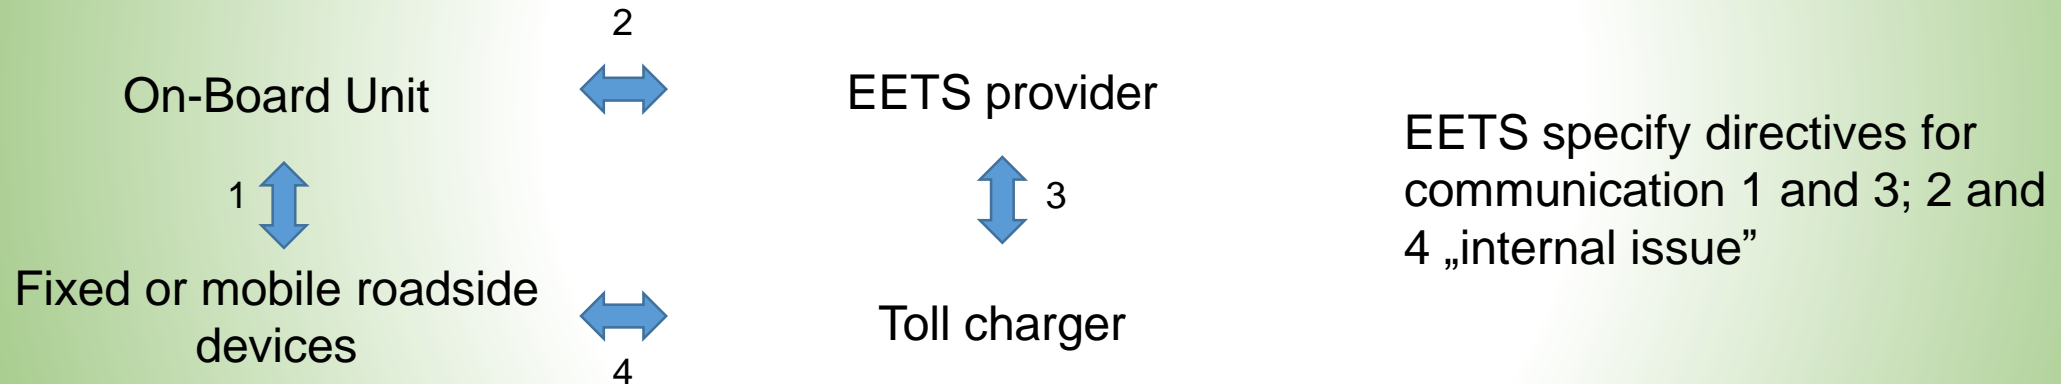 2
On-Board Unit
EETS provider
1
3
Fixed or mobile roadside
devices
Toll charger
4
EETS specify directives for
communication 1 and 3; 2 and
4 „internal issue”